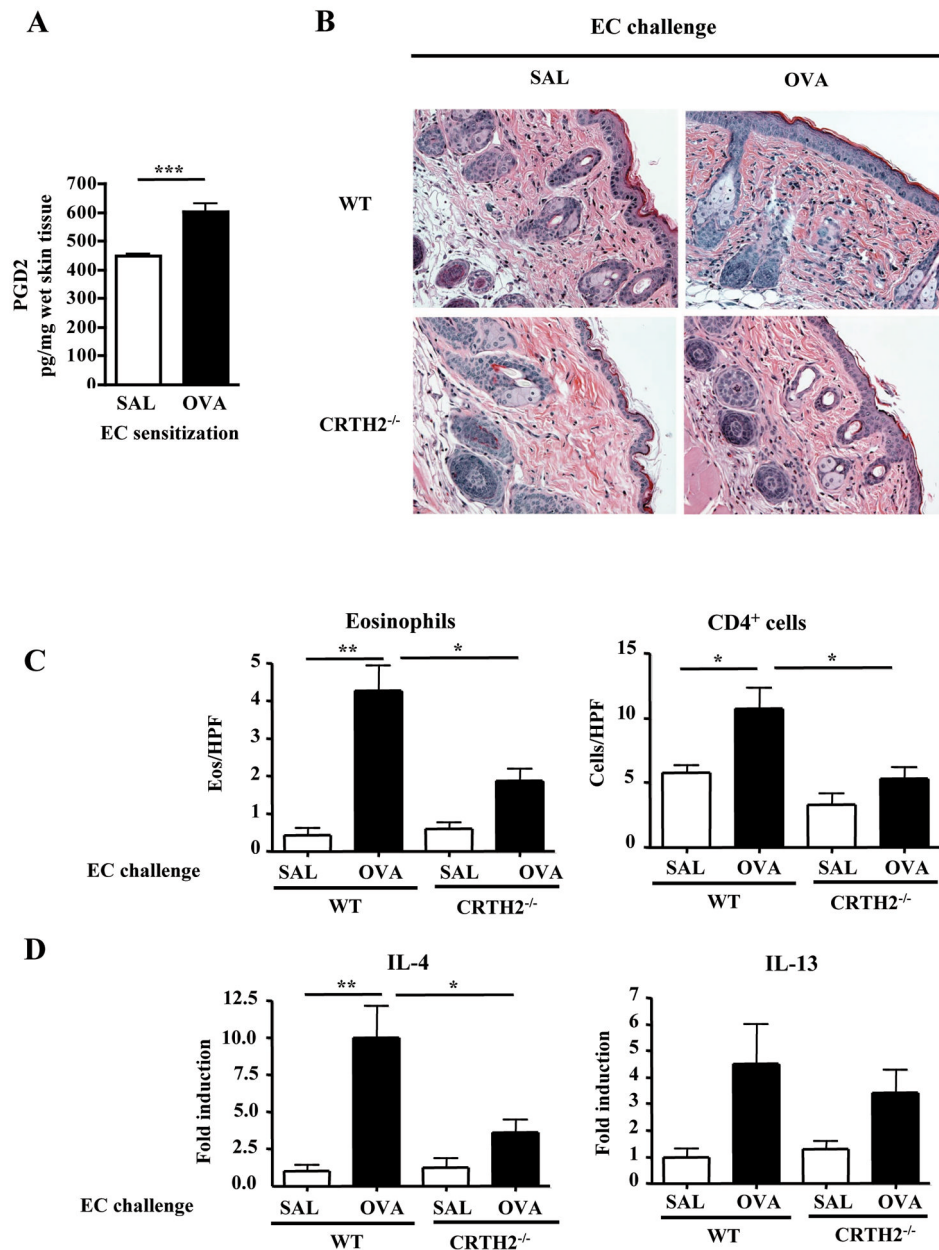 A
B
EC challenge
SAL OVA
WT
CRTH2-/-
***
700
600
500
400
300
200
100
0
PGD2
pg/mg wet skin tissue
SAL OVA
EC sensitization
C
Eosinophils
** *
5
4
3
2
1
0
Eos/HPF
SAL OVA SAL OVA
EC challenge
WT CRTH2-/-
CD4+ cells
* *
15
10
5
0
Cells/HPF
SAL OVA SAL OVA
WT CRTH2-/-
D
IL-4
** *
12.5
10.0
7.5
5.0
2.5
0.0
Fold induction
SAL OVA SAL OVA
EC challenge
WT CRTH2-/-
IL-13
7
6
5
4
3
2
1
0
Fold induction
SAL OVA SAL OVA
WT CRTH2-/-